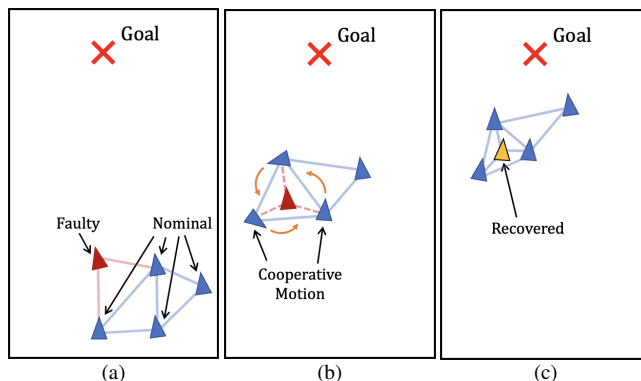 Goal
Faulty
Nominal
(a)
Goal
Cooperative
Motion
(b)
Goal
Recovered
(c)